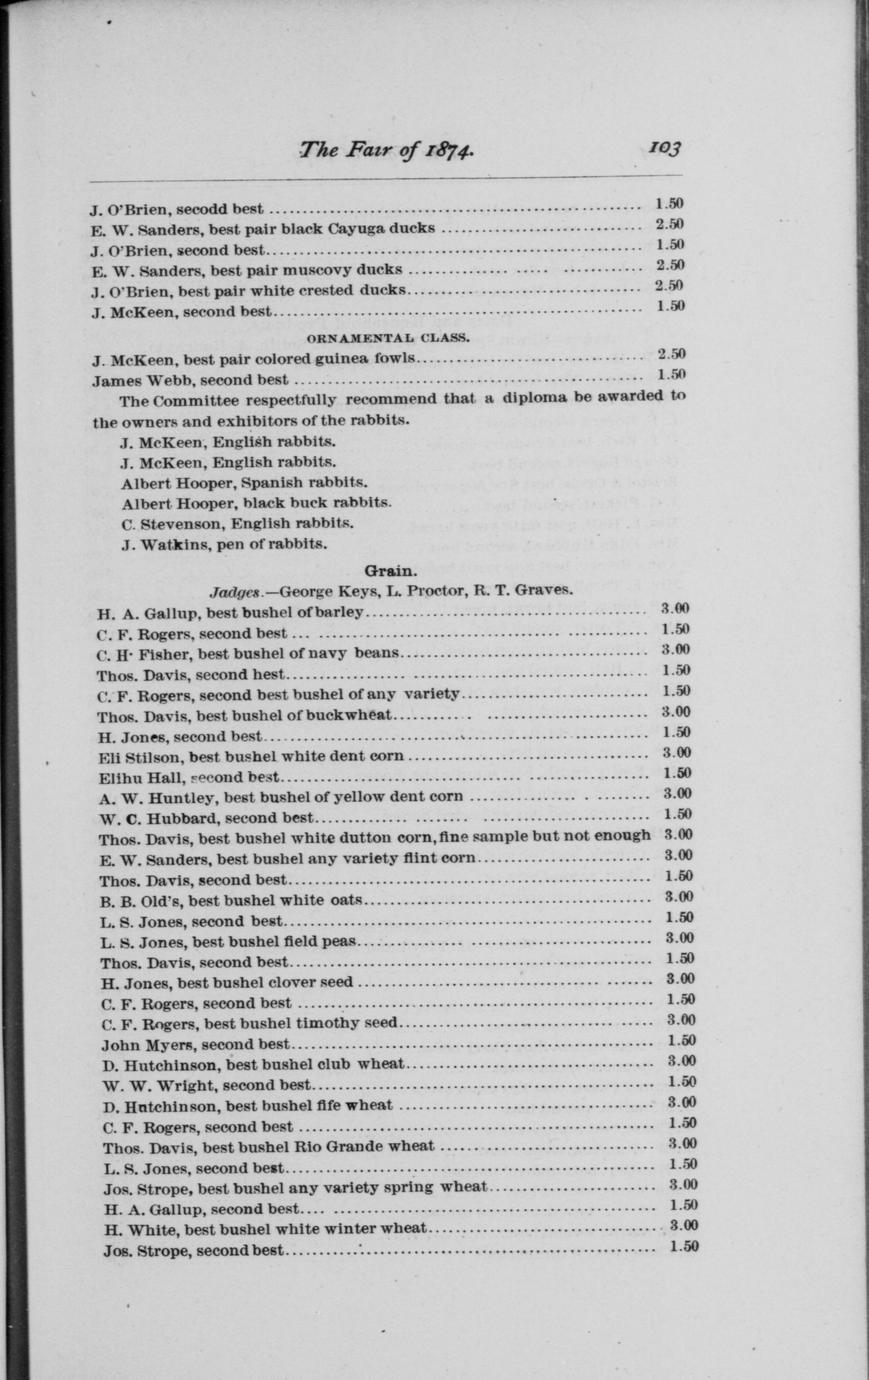 The Fair of 1874. 103
J. O'Brien, secodd best ........ 1.50
E. W. Sanders, best pair black Cayuga ducks ........ 2.50
J. O'Brien, second best........ 1.50
E. W. Sanders, best pair muscovy ducks ........ 2.50
J. O'Brien, best pair white crested ducks........ 2.50
J. McKeen, second best........ 1.50
ORNAMENTAL CLASS.
J. McKeen, best pair colored guinea fowls........ 2.50
James Webb, second best ........ 1.50
The Committee respectfully recommend that a diploma be awarded to
the owners and exhibitors of the rabbits.
J. McKeen, English rabbits.
J. McKeen, English rabbits.
Albert Hooper, Spanish rabbits.
Albert Hooper, black buck rabbits.
C. Stevenson, English rabbits.
J. Watkins, pen of rabbits.
Grain.
Jadges.—George Keys, L. Proctor, R. T. Graves.
H. A. Gallup, best bushel of barley........ 3.00
C. F. Rogers, second best ........ 1.50
C. H· Fisher, best bushel of navy beans........ 3.00
Thos. Davis, second hest........ 1.50
C. F. Rogers, second best bushel of any variety........ 1.50
Thos. Davis, best bushel of buckwheat........ 3.00
H. Jones, second best........ 1.50
Eli Stilson, best bushel white dent corn ........ 3.00
Elihu Hall, second best........ 1.50
A. W. Huntley, best bushel of yellow dent corn ........ 3.00
W. C. Hubbard, second best........ 1.50
Thos. Davis, best bushel white dutton corn, fine sample but not enough 3.00
E. W. Sanders, best bushel any variety flint corn........ 3.00
Thos. Davis, second best........ 1.50
B. B. Old's, best bushel white oats........ 3.00
L. S. Jones, second best........ 1.50
L. S. Jones, best bushel field peas........ 3.00
Thos. Davis, second best........ 1.50
H. Jones, best bushel clover seed ........ 3.00
C. F. Rogers, second best ........ 1.50
C. F. Rogers, best bushel timothy seed........ 3.00
John Myers, second best........ 1.50
D. Hutchinson, best bushel club wheat........ 3.00
W. W. Wright, second best........ 1.50
D. Hntchinson, best bushel fife wheat ........ 3.00
C. F. Rogers, second best ........ 1.50
Thos. Davis, best bushel Rio Grande wheat ........ 3.00
L. S. Jones, second best........ 1.50
Jos. Strope, best bushel any variety spring wheat........ 3.00
H. A. Gallup, second best........ 1.50
H. White, best bushel white winter wheat........ 3.00
Jos. Strope, second best........ 1.50